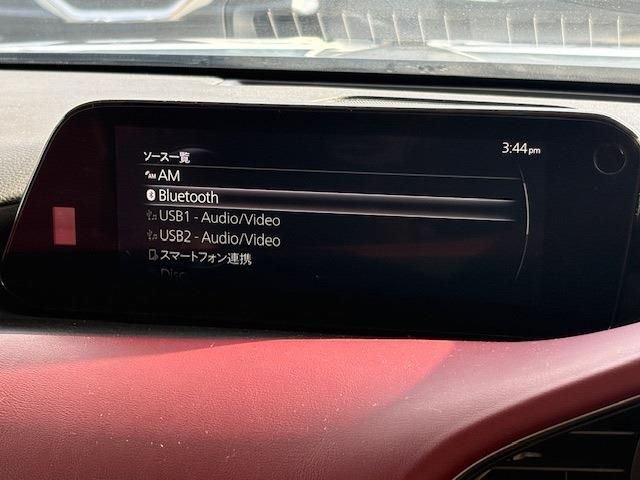 3:44pm
ソース一覧
AM
Bluetooth
USB1 - Audio/Video
USB2 - Audio/Video
スマートフォン連携
Disc